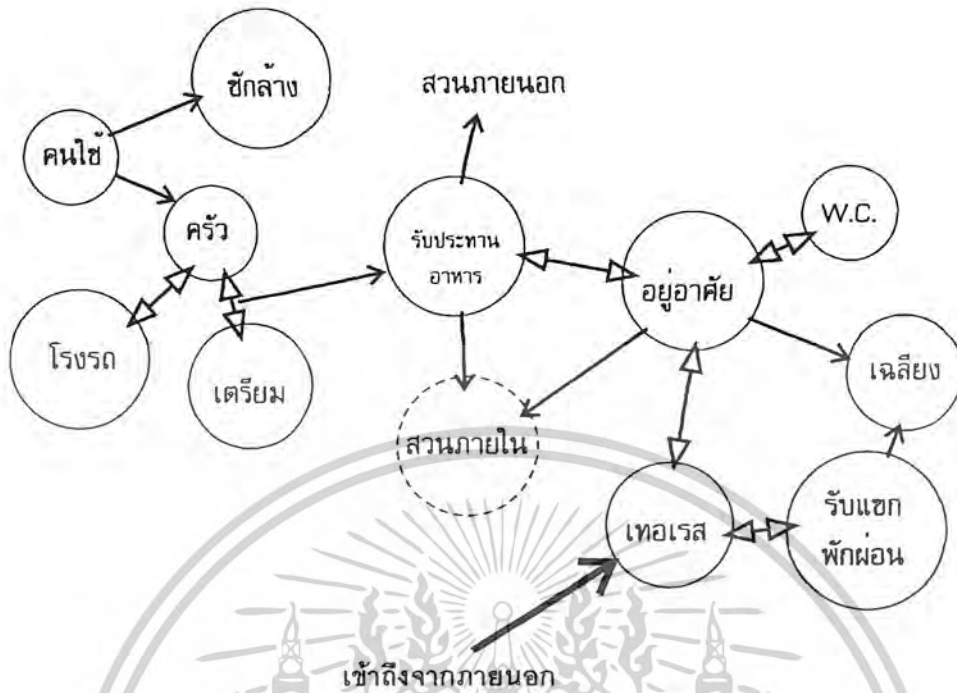 ซักล้าง
สวนภายนอก
คนใช้
W.C.
ครัว
รับประทาน
อาหาร
อยู่อาศัย
โรงรถ
เตรียม
เฉลียง
สวนภายใน
รับแขก
พักผ่อน
เทอเรส
เข้าถึงจากภายนอก